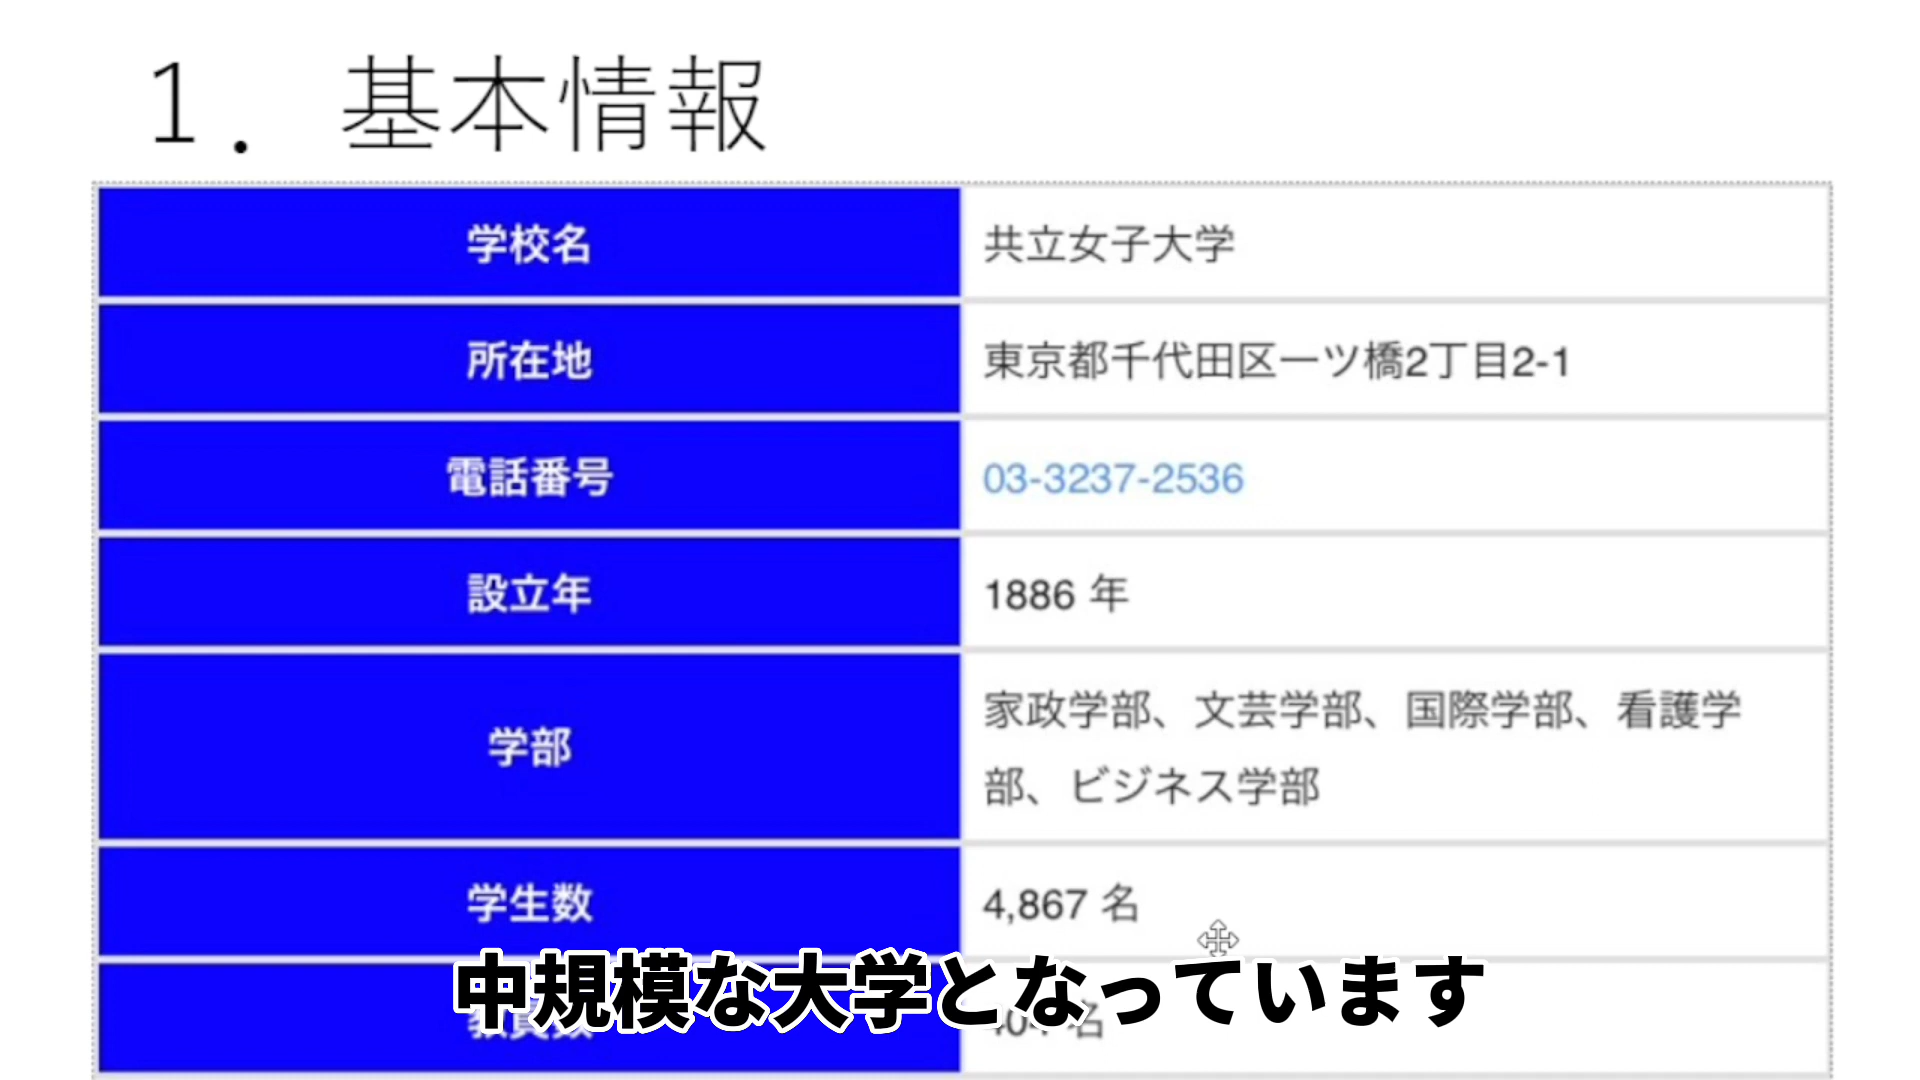 1. 基本情報
学校名
共立女子大学
所在地
東京都千代田区一ツ橋2丁目2-1
電話番号
03-3237-2536
設立年
1886 年
学部
家政学部、文芸学部、国際学部、看護学
部、ビジネス学部
学生数
4,867 名
中規模な大学となっています